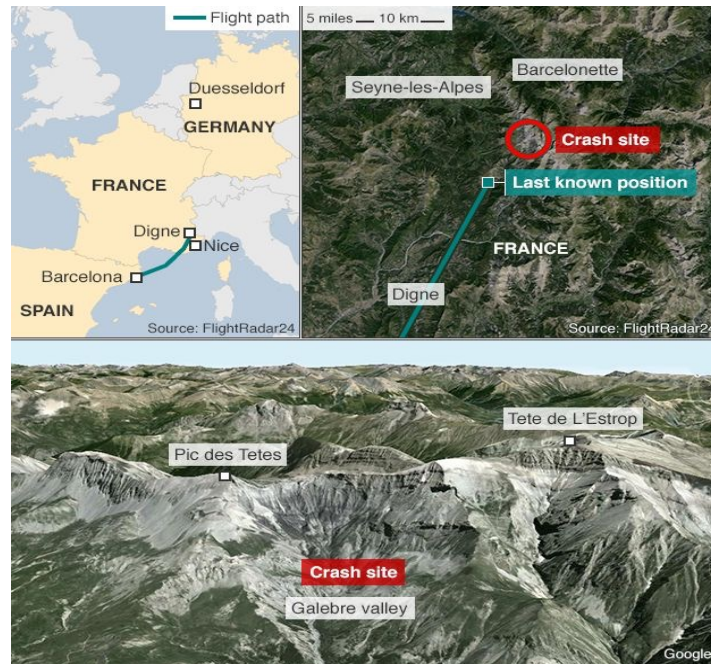 Flight path
Duesseldorf
GERMANY
FRANCE
Digne
Nice
Barcelona
SPAIN
Source: FlightRadar24
5 miles 10 km
Barcelonette
Seyne-les-Alpes
Crash site
Last known position
FRANCE
Digne
Source: FlightRadar24
Tete de L'Estrop
Pic des Tetes
Crash site
Galebre valley
Google